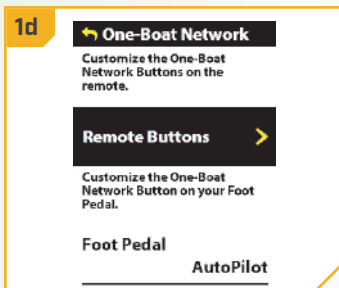 1d
One-Boat Network
Customize the One-Boat
Network Buttons on the
remote.
Remote Buttons
Customize the One-Boat
Network Button on your Foot
Pedal.
Foot Pedal
AutoPilot